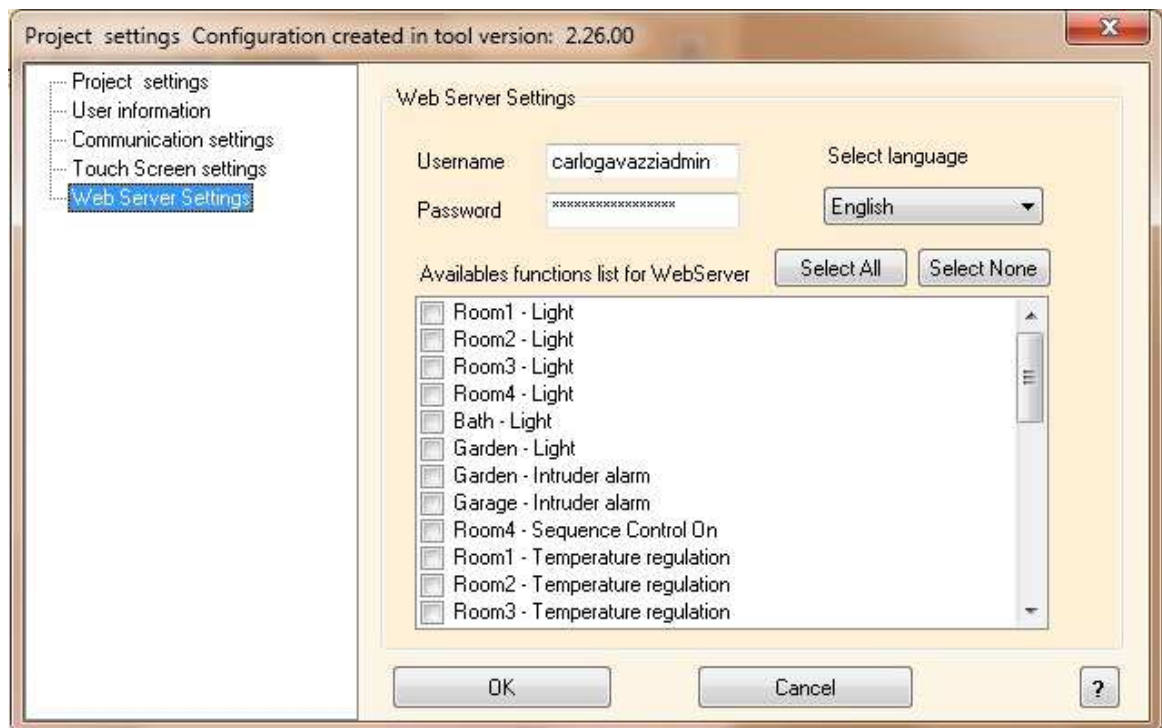 Project settings Configuration created in tool version: 2.26.00
Project settings
User information
Communication settings
Touch Screen settings
Web Server Settings
Web Server Settings
Username carlogavazziadmin Select language
Password ***************** English
Availables functions list for WebServer Select All Select None
Room1 - Light
Room2 - Light
Room3 - Light
Room4 - Light
Bath - Light
Garden - Light
Garden - Intruder alarm
Garage - Intruder alarm
Room4 - Sequence Control On
Room1 - Temperature regulation
Room2 - Temperature regulation
Room3 - Temperature regulation
OK Cancel ?